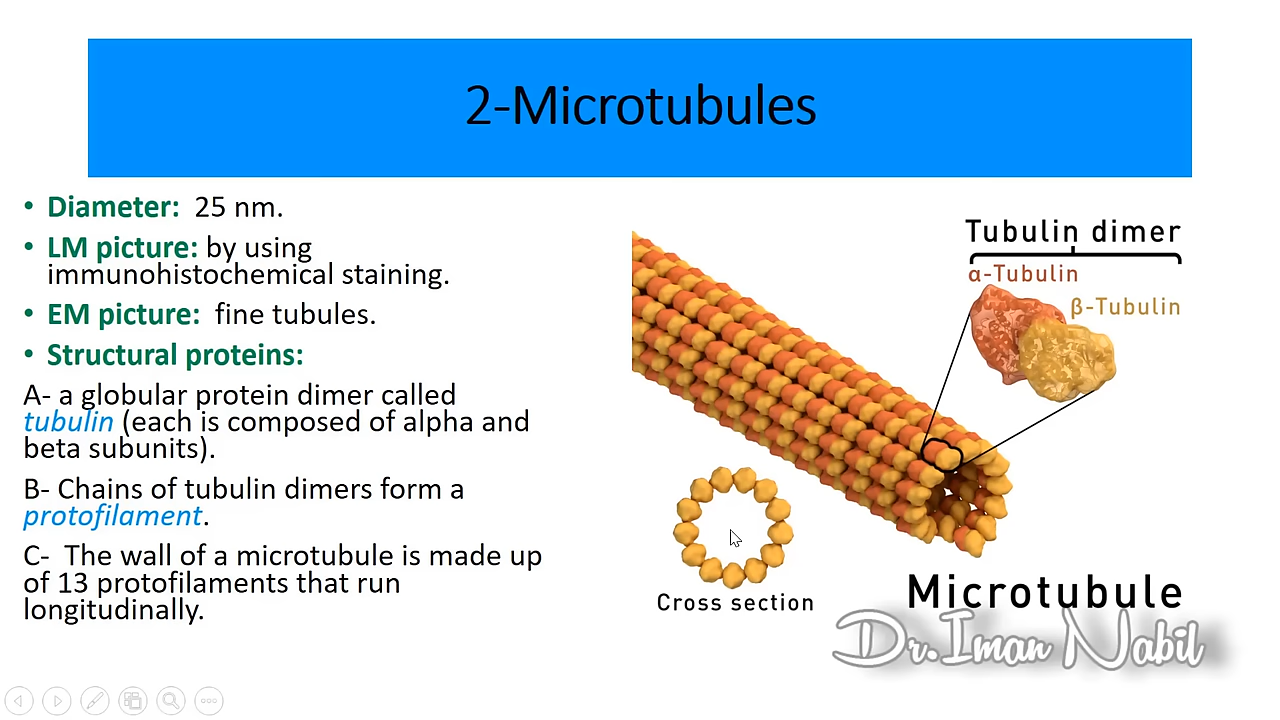 2-Microtubules
• Diameter: 25 nm.
• LM picture: by using
immunohistochemical staining.
• EM picture: fine tubules.
• Structural proteins:
A- a globular protein dimer called
tubulin (each is composed of alpha and
beta subunits).
B- Chains of tubulin dimers form a
protofilament.
C- The wall of a microtubule is made up
of 13 protofilaments that run
longitudinally.
Tubulin dimer
α-Tubulin
β-Tubulin
Cross section
Microtubule
Dr.Iman Nabil